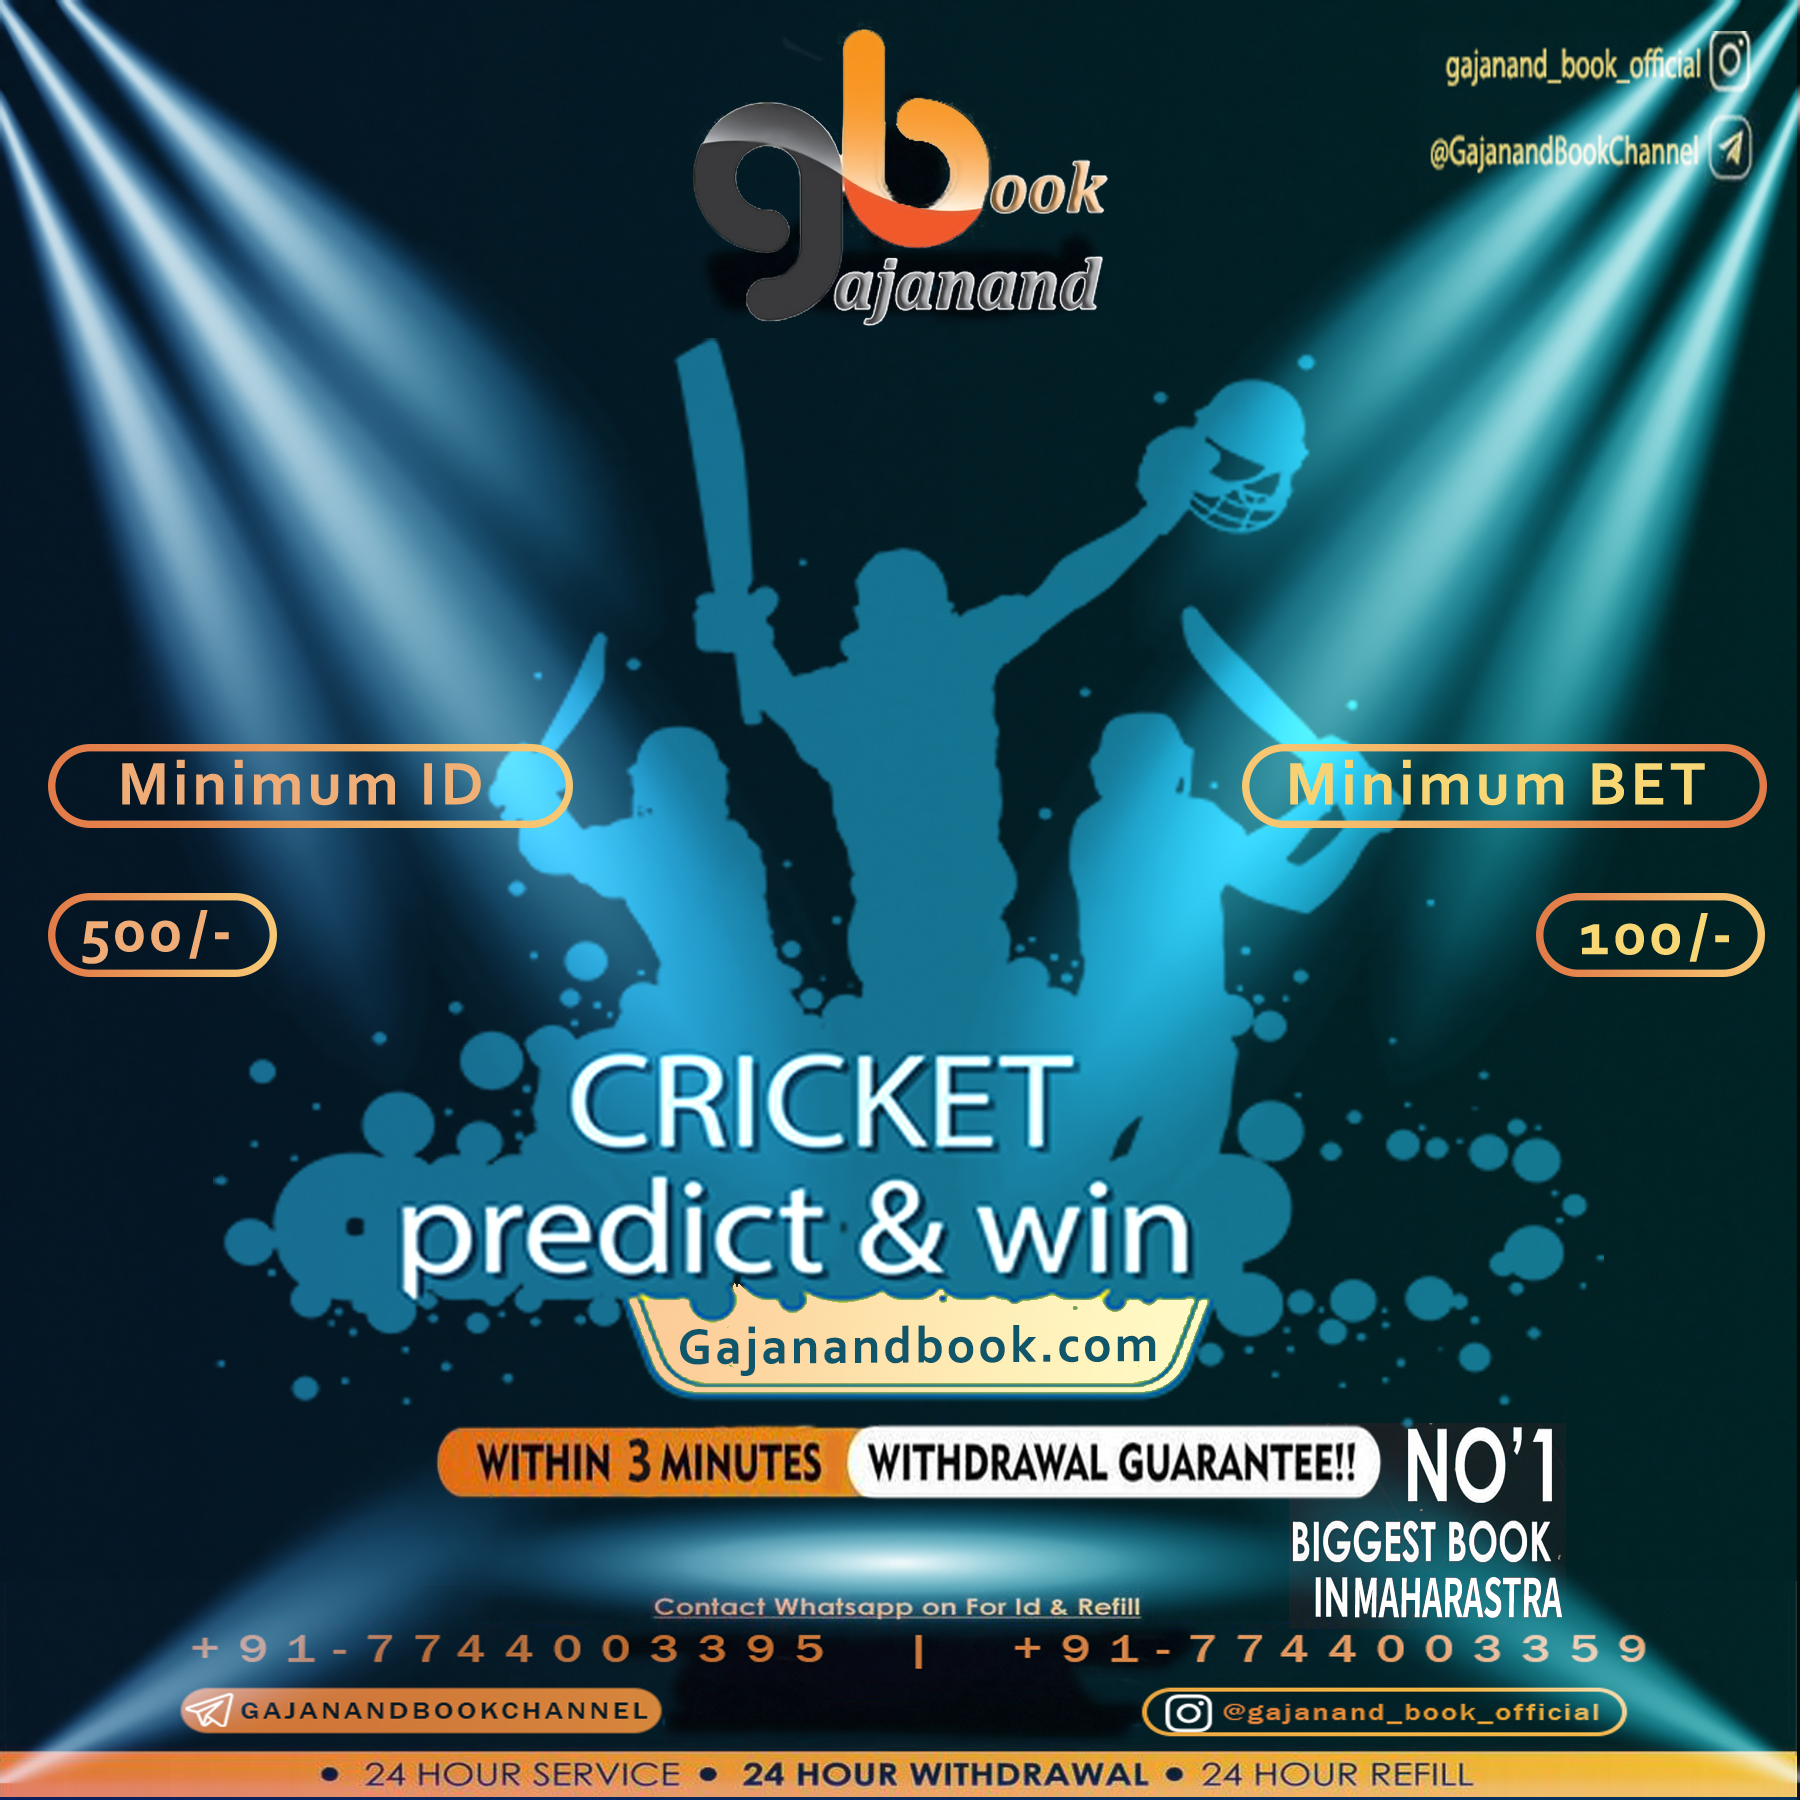 gajanand_book_official
@GajanandBookChannel
gbook
gajanand
Minimum ID
Minimum BET
500/-
100/-
CRICKET
predict & win
Gajanandbook.com
WITHIN 3 MINUTES WITHDRAWAL GUARANTEE!!
NO'1
BIGGEST BOOK
IN MAHARASTRA
Contact Whatsapp on For Id & Refill
+91-7744003395 | +91-7744003359
GAJANANDBOOKCHANNEL
@gajanand_book_official
• 24 HOUR SERVICE • 24 HOUR WITHDRAWAL • 24 HOUR REFILL